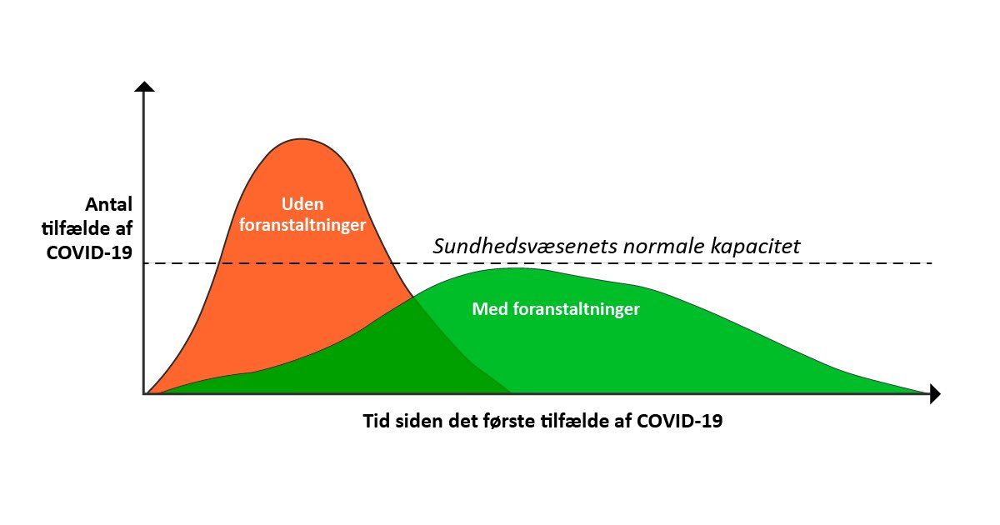 Uden
foranstaltninger
Antal
tilfælde af
COVID-19
Sundhedsvæsenets normale kapacitet
Med foranstaltninger
Tid siden det første tilfælde af COVID-19